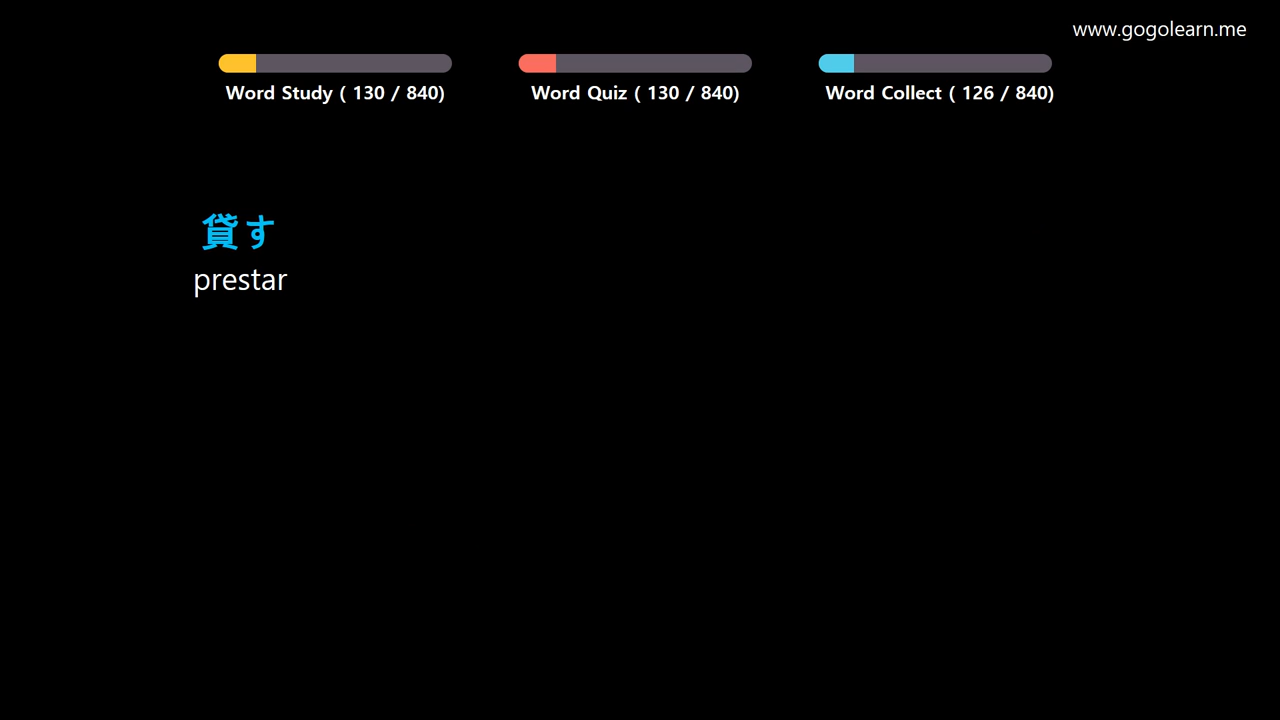 www.gogolearn.me
Word Study ( 130 / 840)
Word Quiz ( 130 / 840)
Word Collect ( 126 / 840)
貸す
prestar